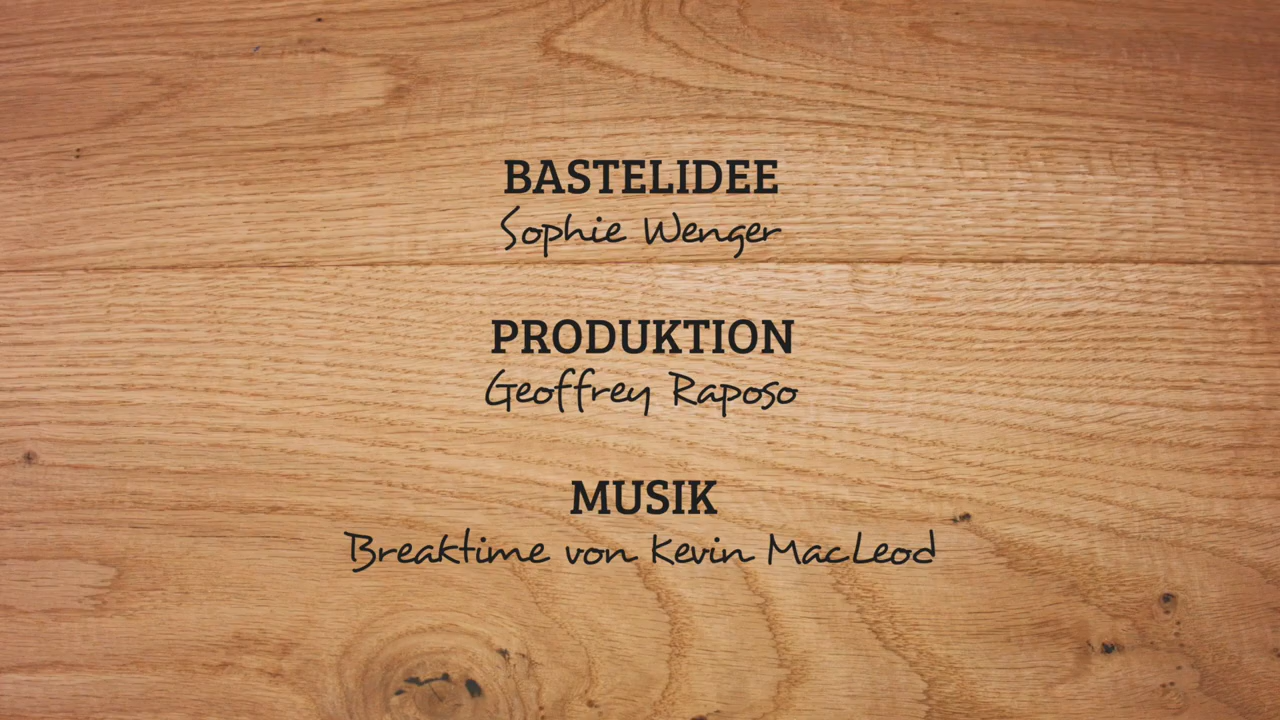 BASTELIDEE
Sophie Wenger
PRODUKTION
Geoffrey Raposo
MUSIK
Breaktime von Kevin MacLeod